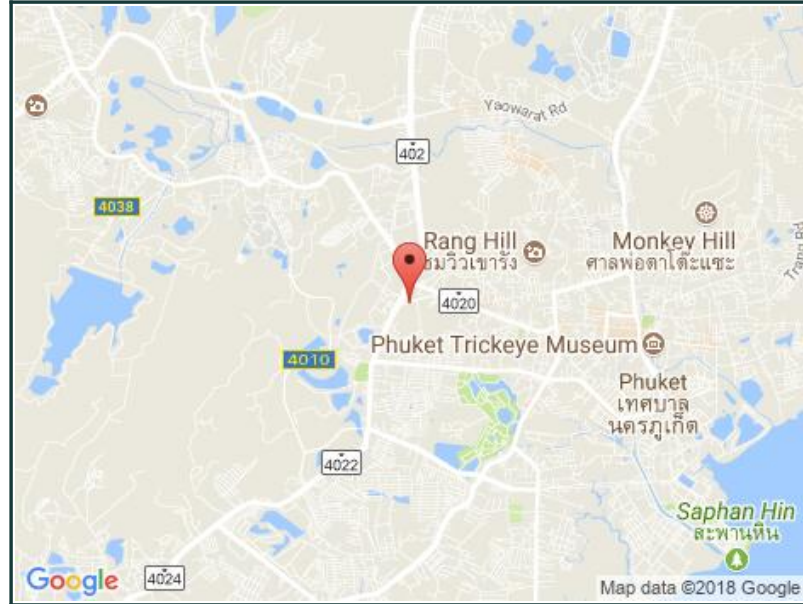 Yaowarat Rd
402
4038
Rang Hill
ชมวิวเขารัง
Monkey Hill
ศาลพ่อตาโต๊ะแซะ
Trang Rd
4020
Phuket Trickeye Museum
4010
Phuket
เทศบาล
นครภูเก็ต
4022
Saphan Hin
สะพานหิน
Google
4024
Map data ©2018 Google